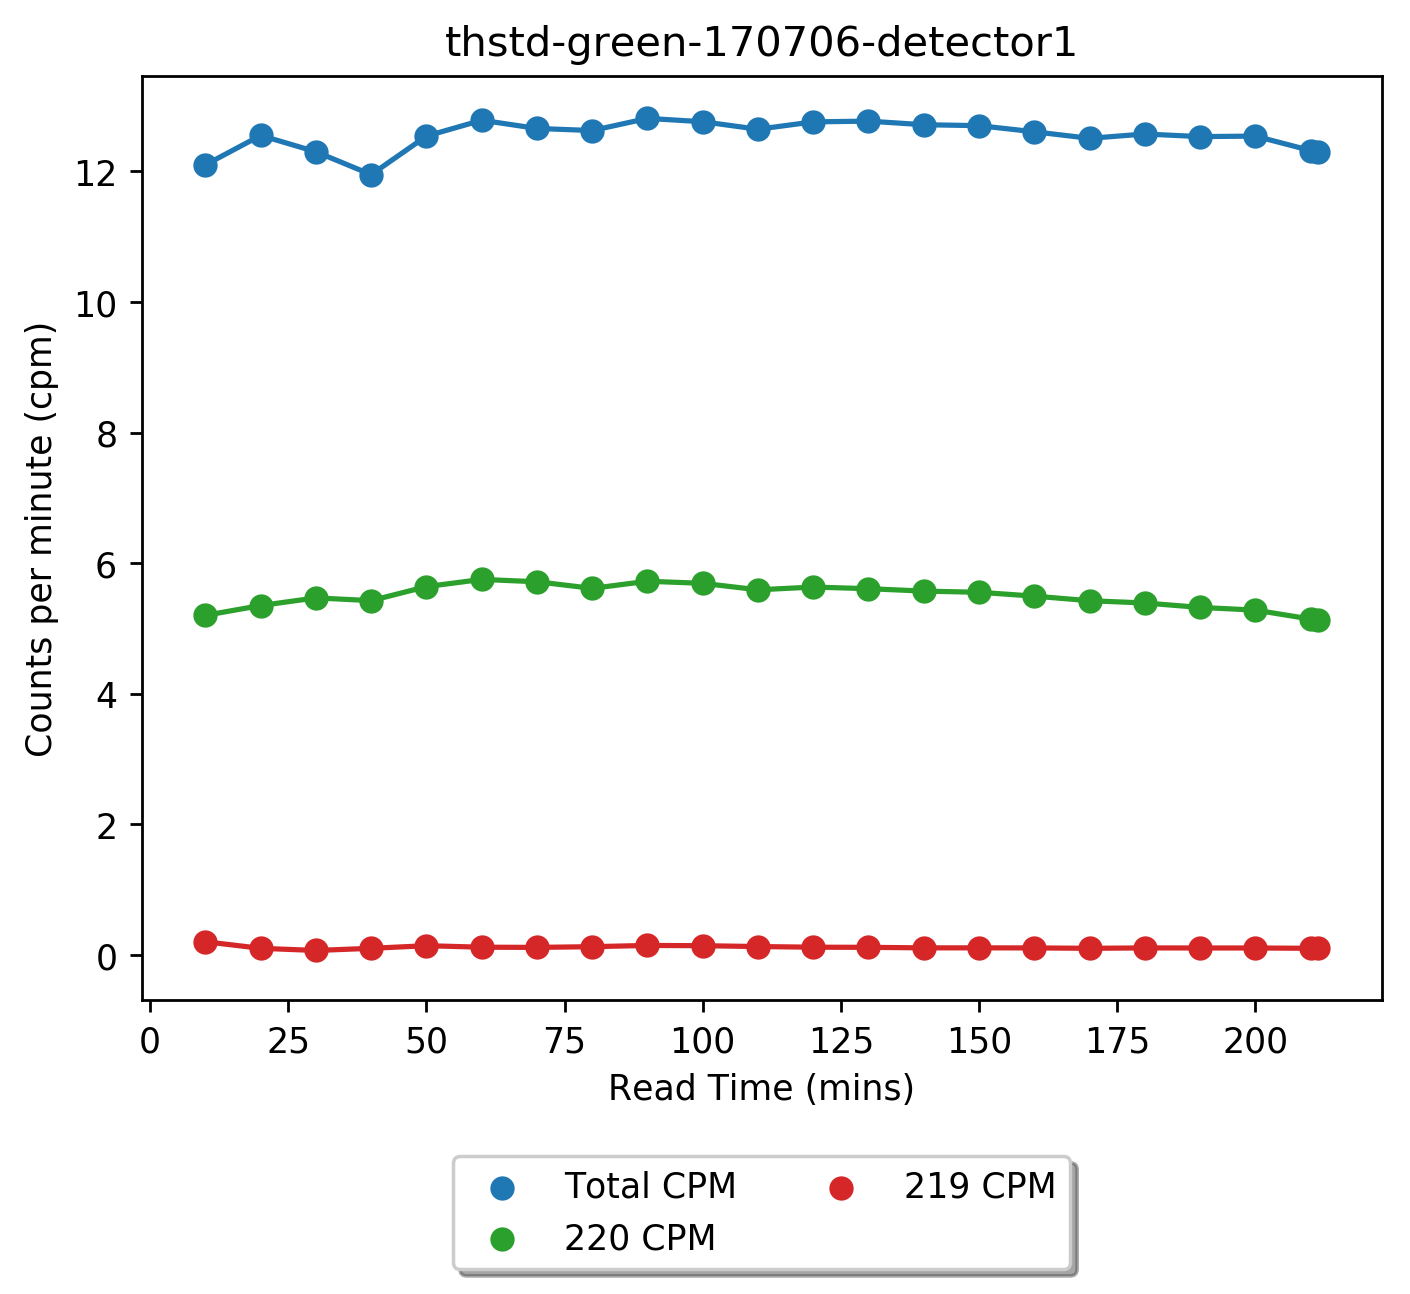 thstd-green-170706-detector1
Counts per minute (cpm)
12
10
8
6
4
2
0
0 25 50 75 100 125 150 175 200
Read Time (mins)
Total CPM 219 CPM
220 CPM